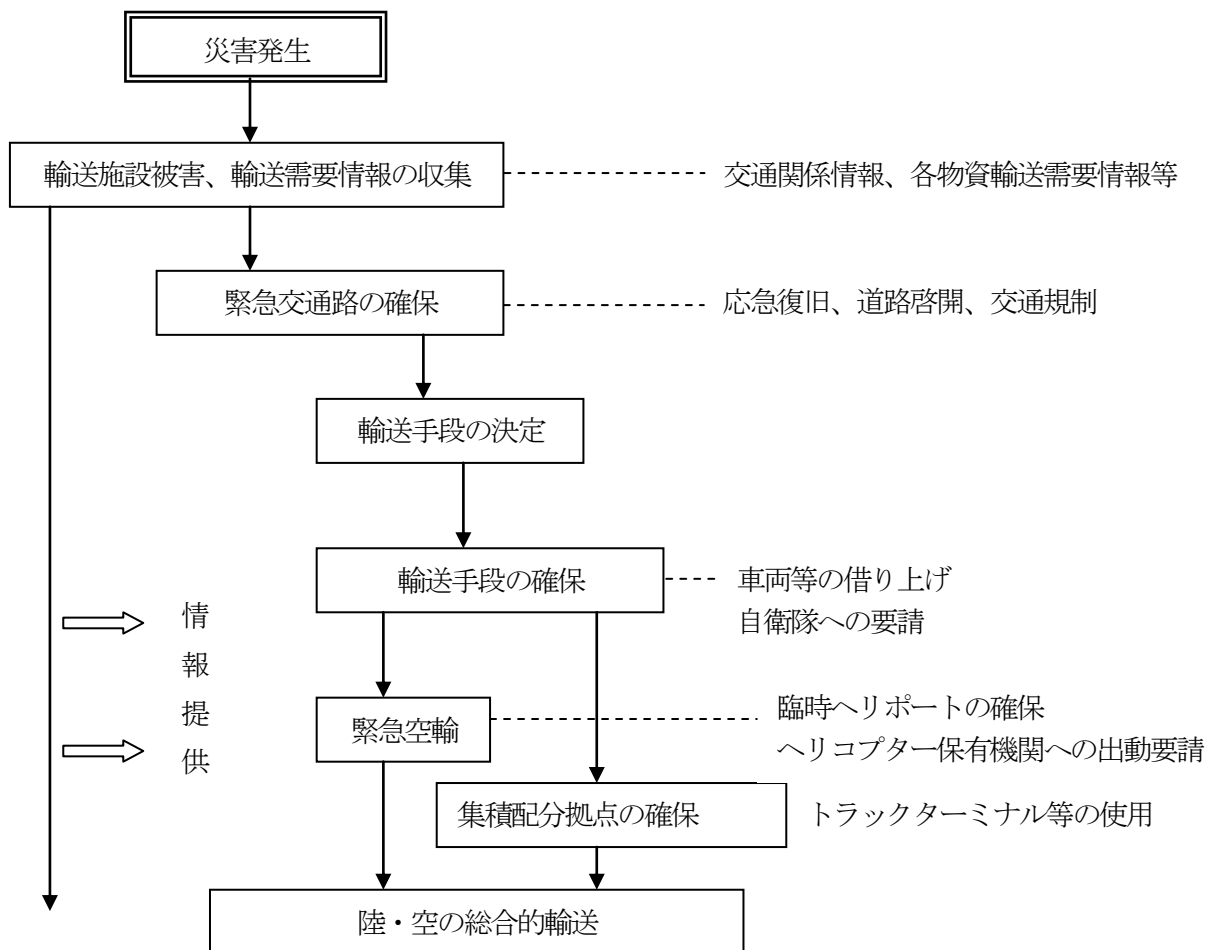 災害発生
輸送施設被害、輸送需要情報の収集
交通関係情報、各物資輸送需要情報等
緊急交通路の確保
応急復旧、道路啓開、交通規制
輸送手段の決定
輸送手段の確保
車両等の借り上げ
自衛隊への要請
情報提供
緊急空輸
臨時ヘリポートの確保
ヘリコプター保有機関への出動要請
集積配分拠点の確保
トラックターミナル等の使用
陸・空の総合的輸送